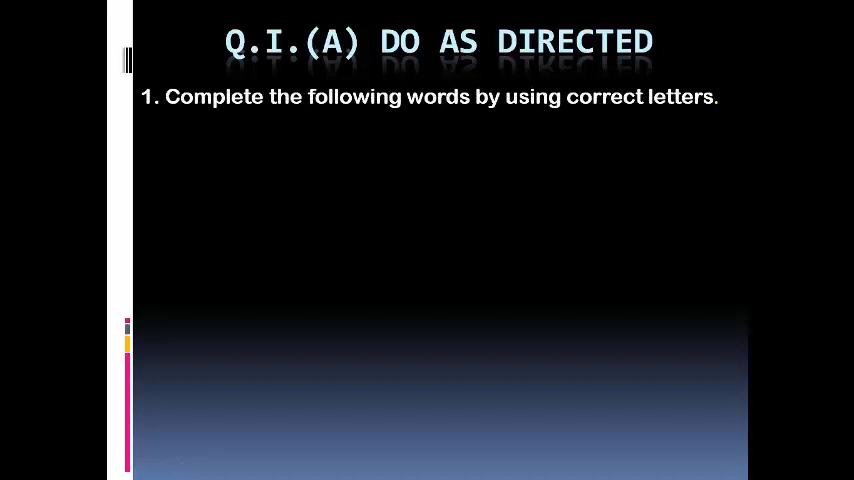 Q.I.(A) DO AS DIRECTED
1. Complete the following words by using correct letters.